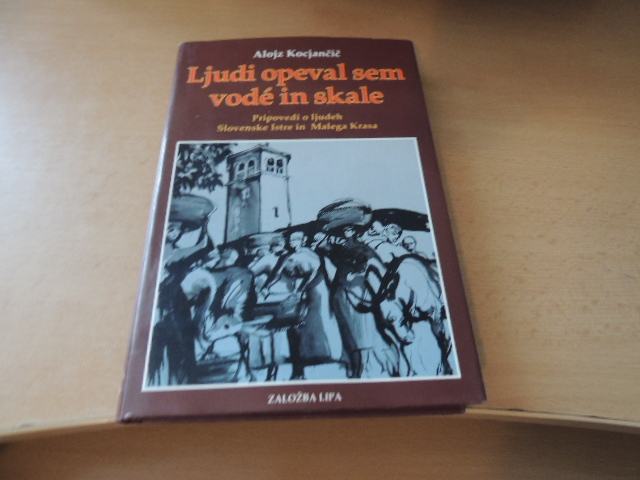 Alojz Kocjančič
Ljudi opeval sem
vodé in skale
Pripovedi o ljudeh
Slovenske Istre in Malega Krasa
ZALOŽBA LIPA